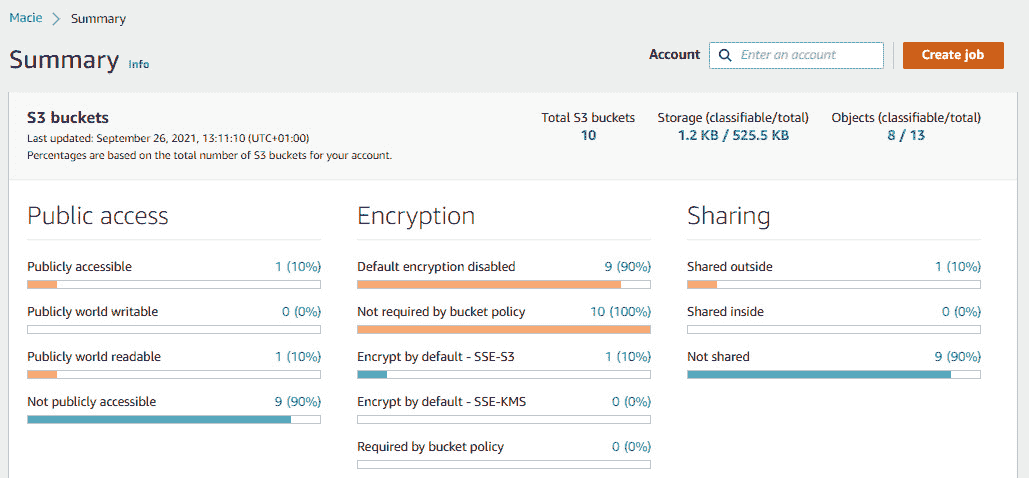 Macie > Summary
Summary Info
Account Enter an account Create job
S3 buckets
Last updated: September 26, 2021, 13:11:10 (UTC+01:00)
Percentages are based on the total number of S3 buckets for your account.
Total S3 buckets
10
Storage (classifiable/total)
1.2 KB / 525.5 KB
Objects (classifiable/total)
8 / 13
Public access
Publicly accessible 1 (10%)
Publicly world writable 0 (0%)
Publicly world readable 1 (10%)
Not publicly accessible 9 (90%)
Encryption
Default encryption disabled 9 (90%)
Not required by bucket policy 10 (100%)
Encrypt by default - SSE-S3 1 (10%)
Encrypt by default - SSE-KMS 0 (0%)
Required by bucket policy 0 (0%)
Sharing
Shared outside 1 (10%)
Shared inside 0 (0%)
Not shared 9 (90%)